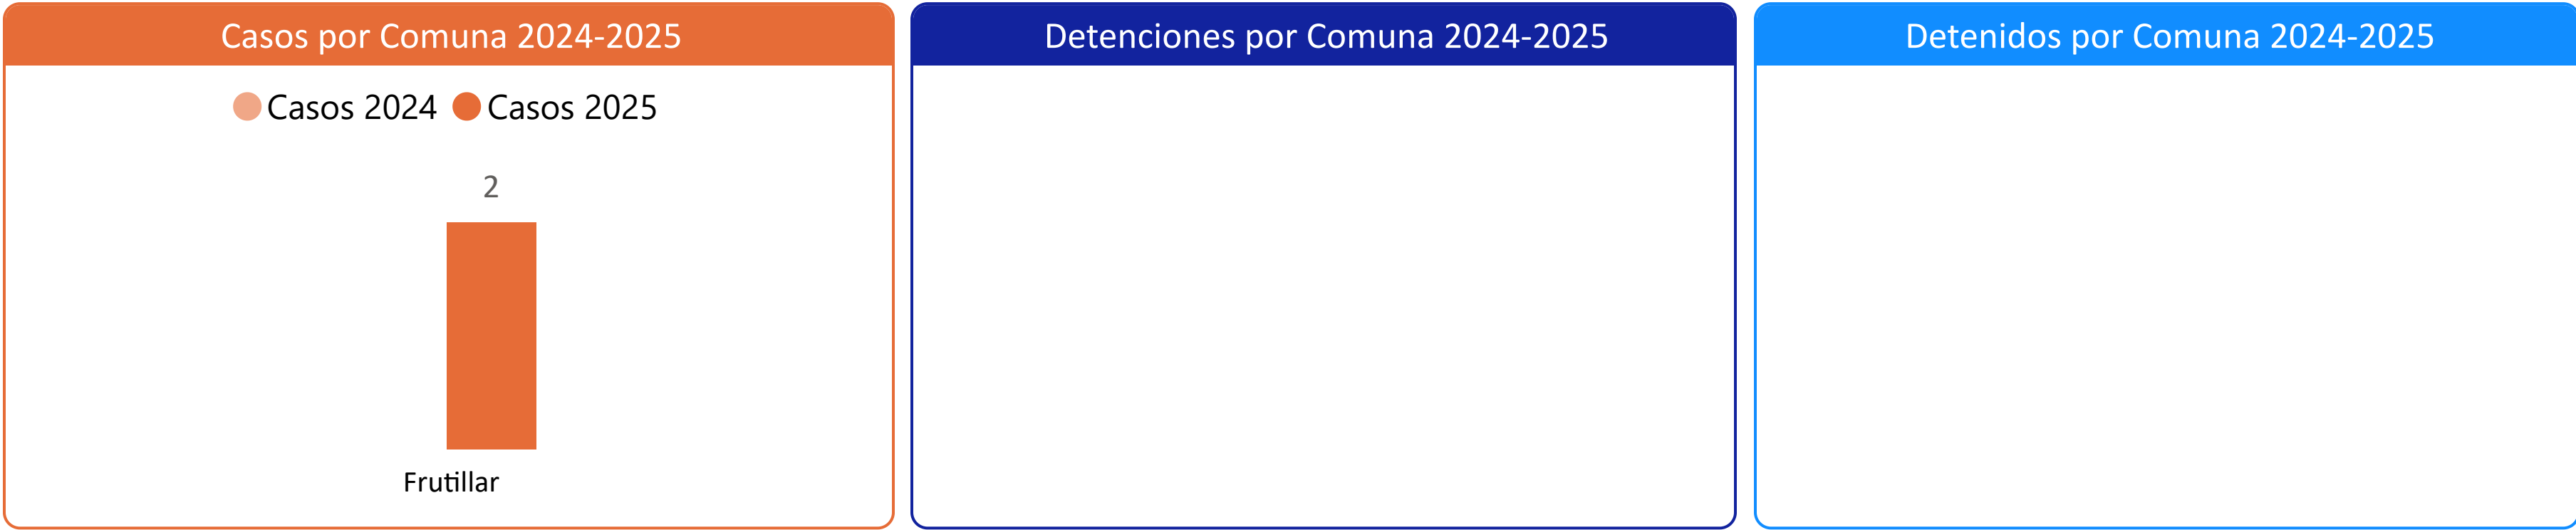 Casos por Comuna 2024-2025
Casos 2024 Casos 2025
2
Frutillar
Detenciones por Comuna 2024-2025
Detenidos por Comuna 2024-2025